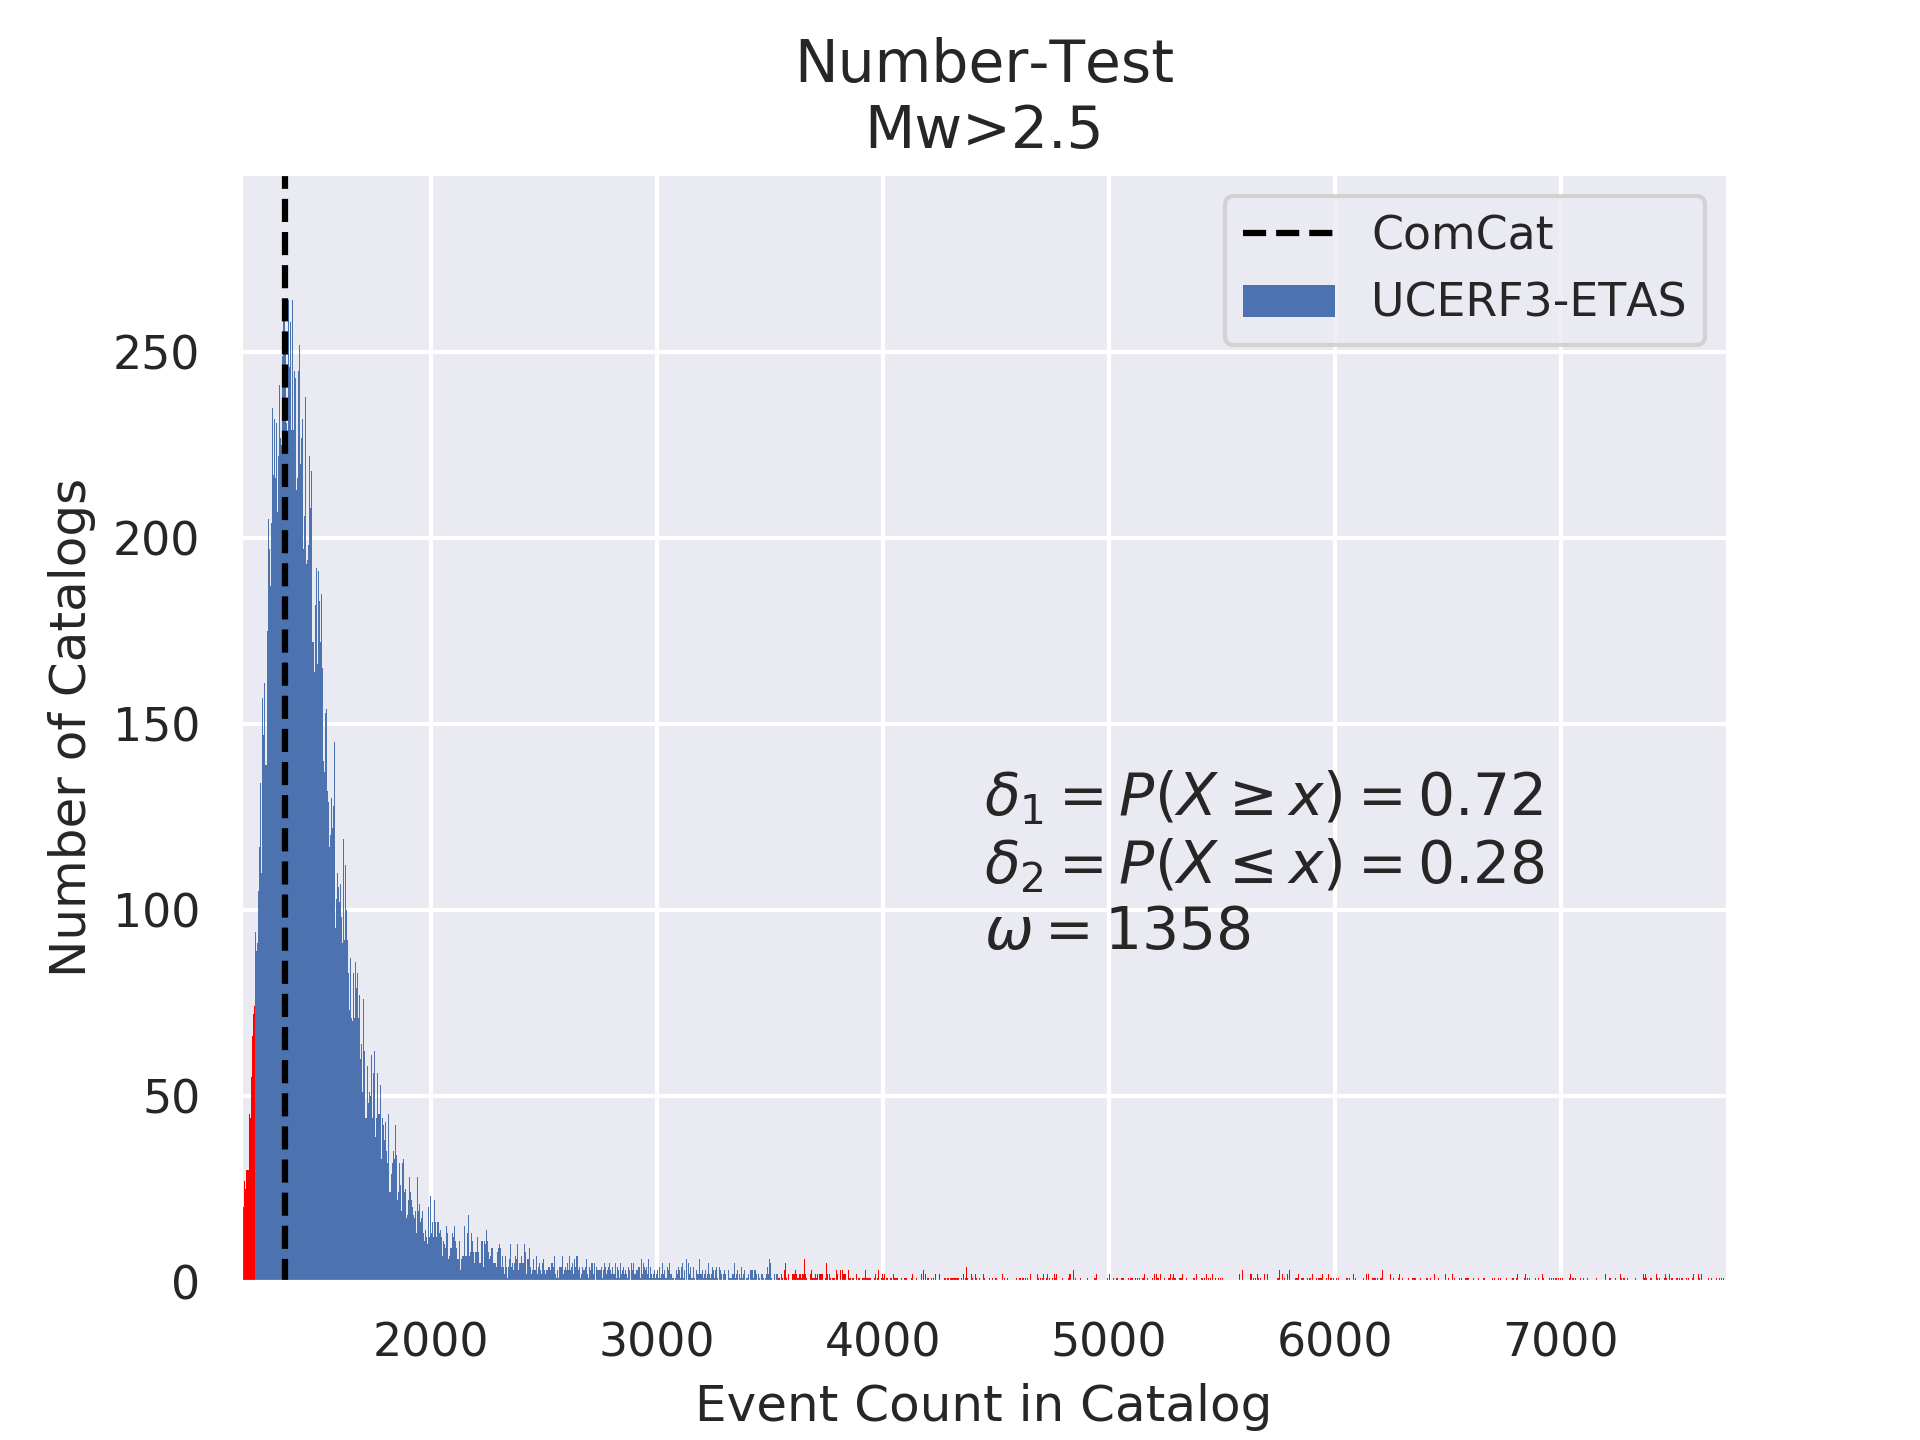 Number-Test
Mw>2.5
ComCat
UCERF3-ETAS
Number of Catalogs
250
200
150
100
50
0
δ₁ = P(X ≥ x) = 0.72
δ₂ = P(X ≤ x) = 0.28
ω = 1358
2000 3000 4000 5000 6000 7000
Event Count in Catalog